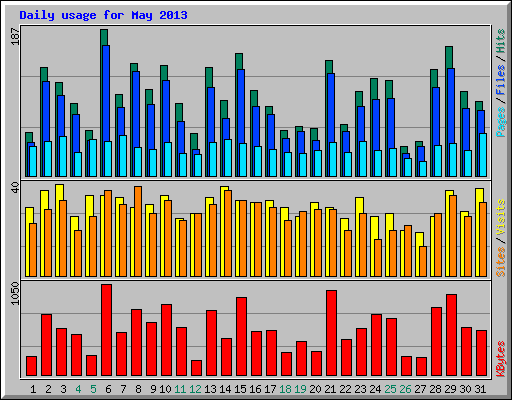 Daily usage for May 2013
187
40
1050
Pages / Files / Hits
Sites / Visits
KBytes
1 2 3 4 5 6 7 8 9 10 11 12 13 14 15 16 17 18 19 20 21 22 23 24 25 26 27 28 29 30 31